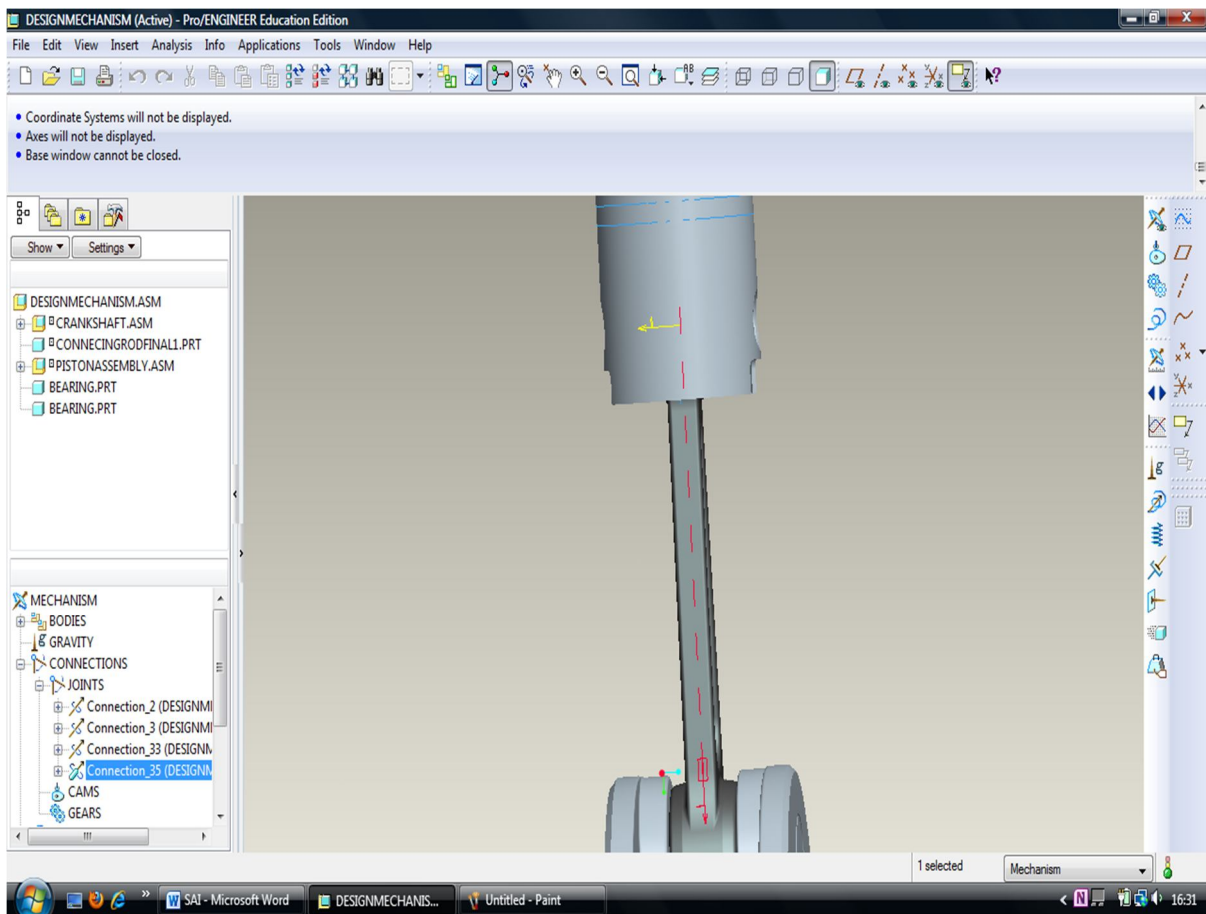 DESIGNMECHANISM (Active) - Pro/ENGINEER Education Edition
File Edit View Insert Analysis Info Applications Tools Window Help
• Coordinate Systems will not be displayed.
• Axes will not be displayed.
• Base window cannot be closed.
Show Settings
DESIGNMECHANISM.ASM
CRANKSHAFT.ASM
CONNECINGRODFINAL1.PRT
PISTONASSEMBLY.ASM
BEARING.PRT
BEARING.PRT
MECHANISM
BODIES
GRAVITY
CONNECTIONS
JOINTS
Connection_2 (DESIGNMI
Connection_3 (DESIGNMI
Connection_33 (DESIGNM
Connection_35 (DESIGNM
CAMS
GEARS
1 selected Mechanism
SAI - Microsoft Word DESIGNMECHANIS... Untitled - Paint 16:31